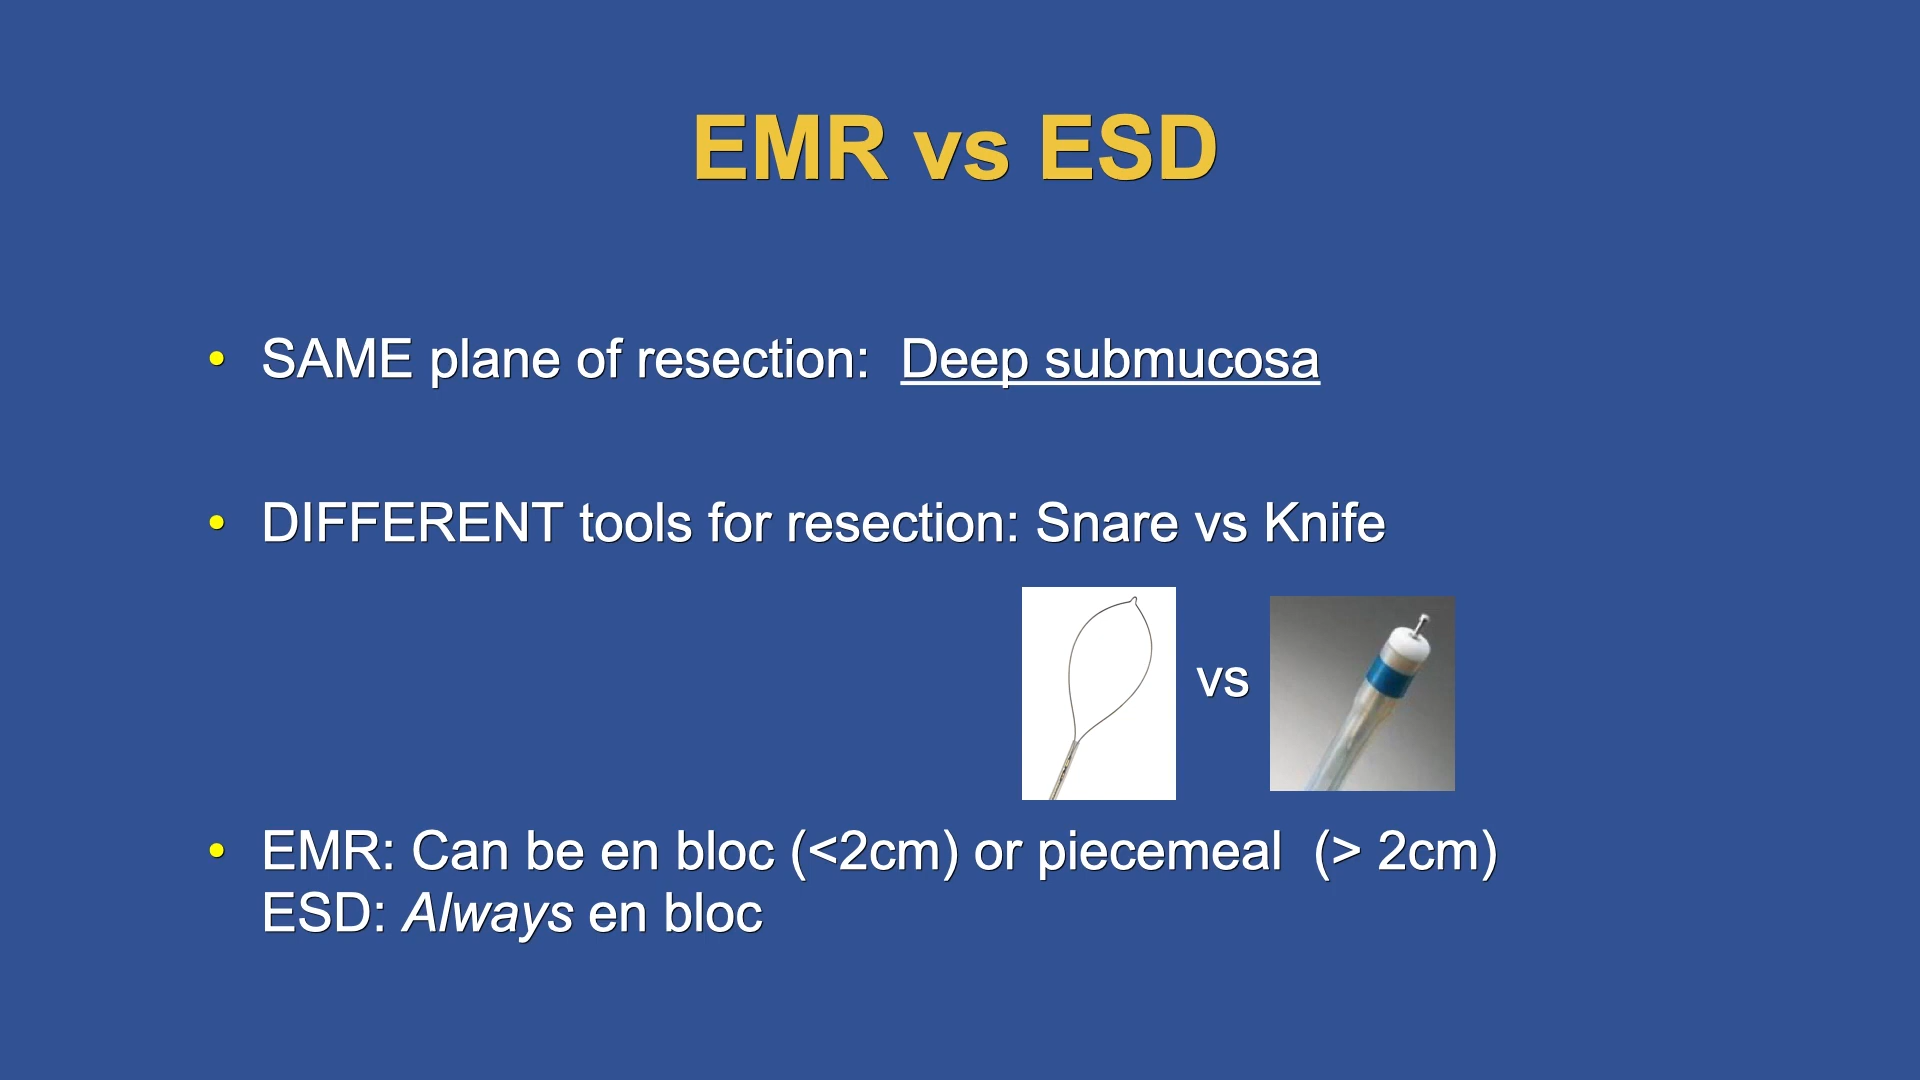 EMR vs ESD
• SAME plane of resection:  Deep submucosa
• DIFFERENT tools for resection: Snare vs Knife
vs
• EMR: Can be en bloc (<2cm) or piecemeal  (> 2cm)
ESD: Always en bloc